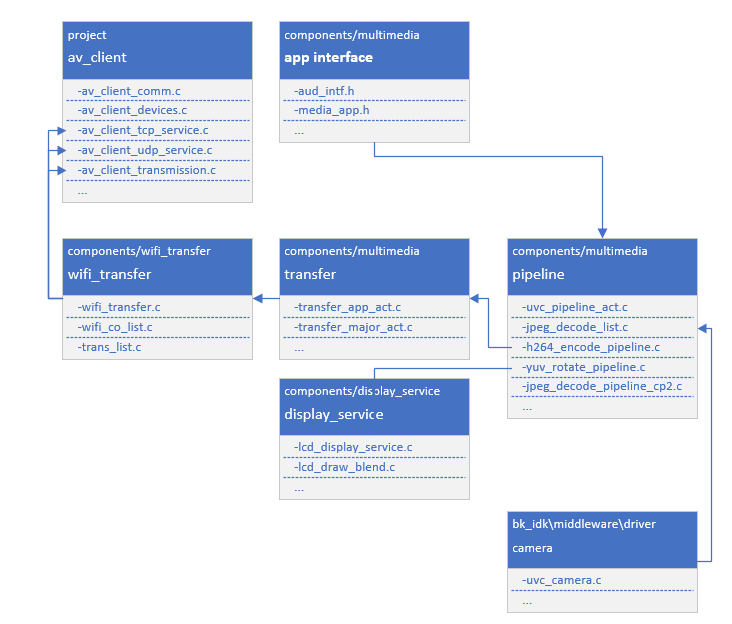 project
av_client
-av_client_comm.c
-av_client_devices.c
-av_client_tcp_service.c
-av_client_udp_service.c
-av_client_transmission.c
...
components/multimedia
app interface
-aud_intf.h
-media_app.h
...
components/wifi_transfer
wifi_transfer
-wifi_transfer.c
-wifi_co_list.c
-trans_list.c
components/multimedia
transfer
-transfer_app_act.c
-transfer_major_act.c
...
components/multimedia
pipeline
-uvc_pipeline_act.c
-jpeg_decode_list.c
-h264_encode_pipeline.c
-yuv_rotate_pipeline.c
-jpeg_decode_pipeline_cp2.c
...
components/display_service
display_service
-lcd_display_service.c
-lcd_draw_blend.c
...
bk_idk\middleware\driver
camera
-uvc_camera.c
...